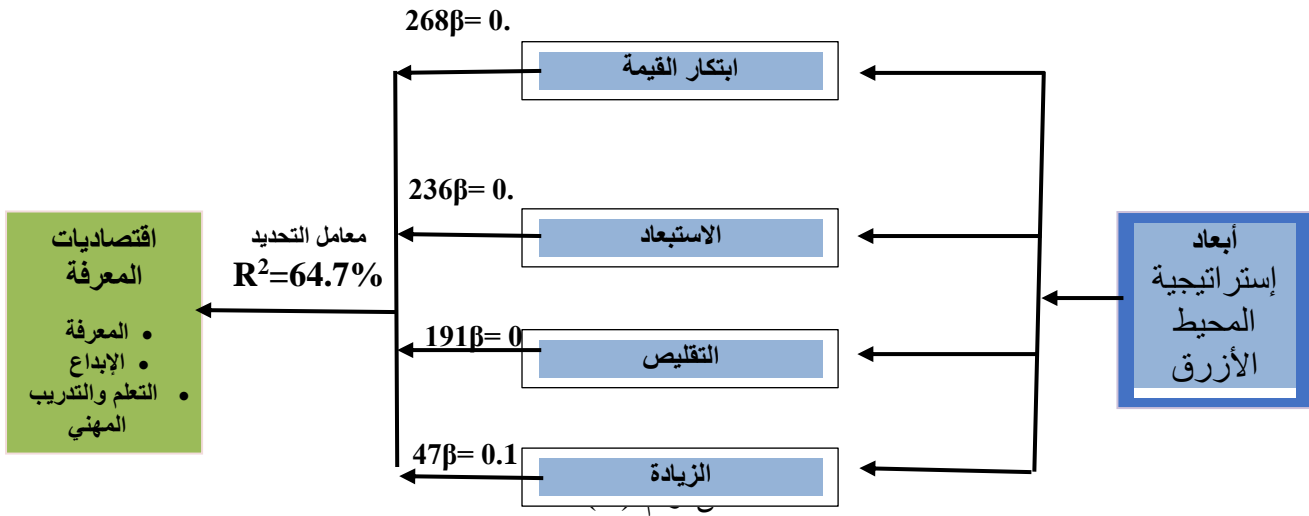 268β= 0.
ابتكار القيمة
236β= 0.
الاستبعاد
أبعاد
إستراتيجية
المحيط
الأزرق
معامل التحديد
R²=64.7%
اقتصاديات
المعرفة
• المعرفة
• الإبداع
• التعلم والتدريب
المهني
191β= 0
التقليص
47β= 0.1
الزيادة